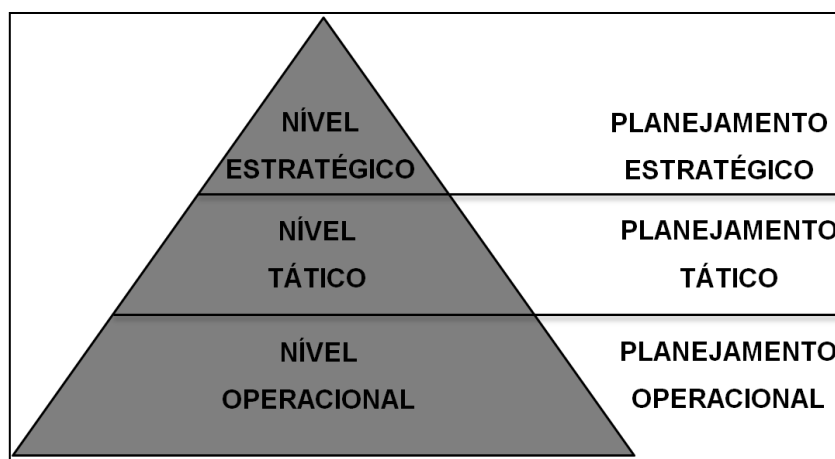 NÍVEL
ESTRATÉGICO
PLANEJAMENTO
ESTRATÉGICO
NÍVEL
TÁTICO
PLANEJAMENTO
TÁTICO
NÍVEL
OPERACIONAL
PLANEJAMENTO
OPERACIONAL